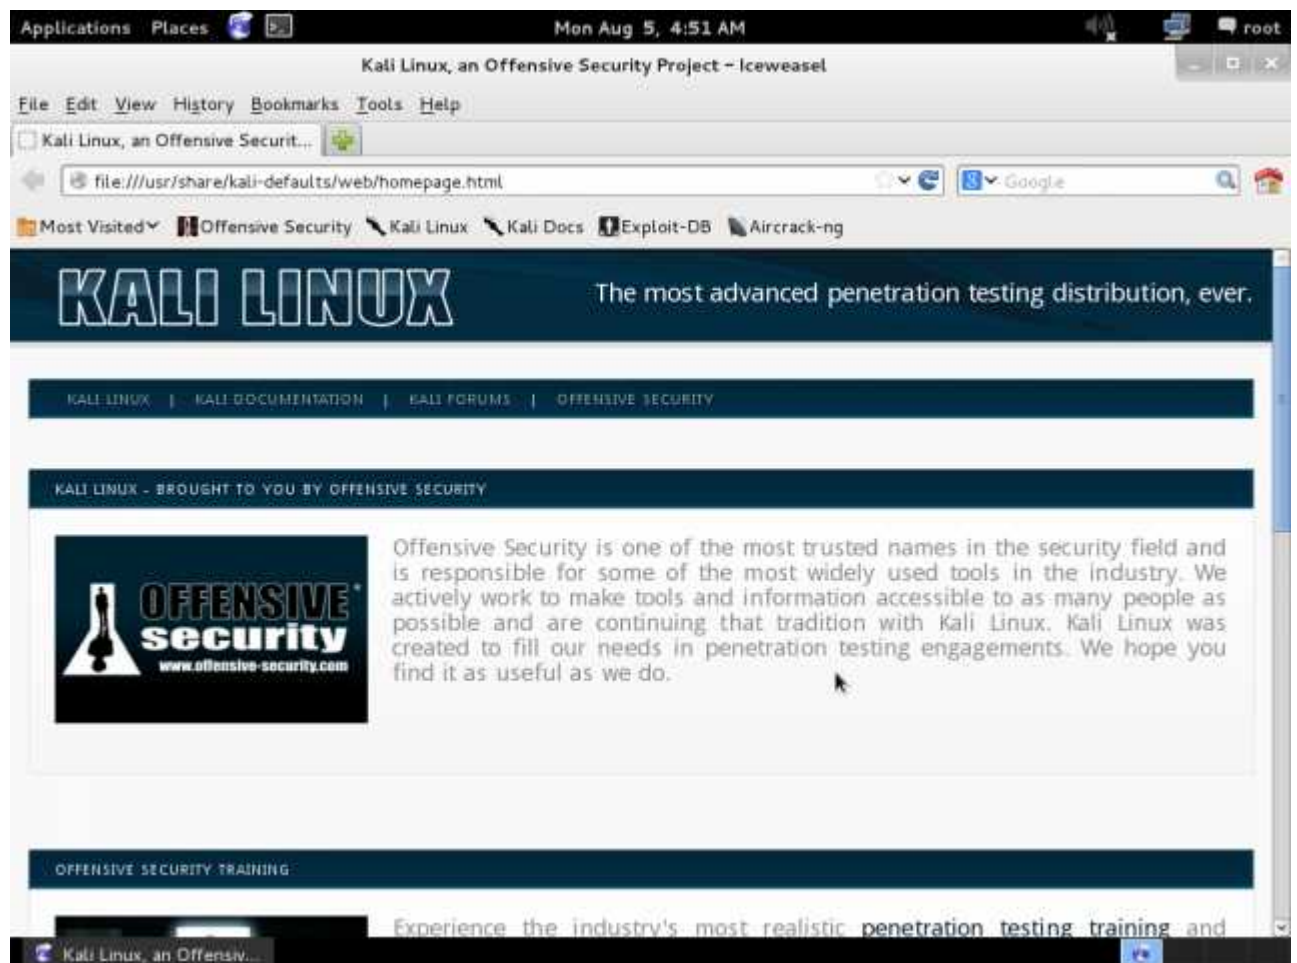 Applications Places Mon Aug 5, 4:51 AM root
Kali Linux, an Offensive Security Project – Iceweasel
File Edit View History Bookmarks Tools Help
Kali Linux, an Offensive Securit...
file:///usr/share/kali-defaults/web/homepage.html Google
Most Visited Offensive Security Kali Linux Kali Docs Exploit-DB Aircrack-ng
KALI LINUX The most advanced penetration testing distribution, ever.
KALI LINUX | KALI DOCUMENTATION | KALI FORUMS | OFFENSIVE SECURITY
KALI LINUX - BROUGHT TO YOU BY OFFENSIVE SECURITY
OFFENSIVE
security
www.offensive-security.com
Offensive Security is one of the most trusted names in the security field and
is responsible for some of the most widely used tools in the industry. We
actively work to make tools and information accessible to as many people as
possible and are continuing that tradition with Kali Linux. Kali Linux was
created to fill our needs in penetration testing engagements. We hope you
find it as useful as we do.
OFFENSIVE SECURITY TRAINING
Experience the industry's most realistic penetration testing training and
Kali Linux, an Offensiv...